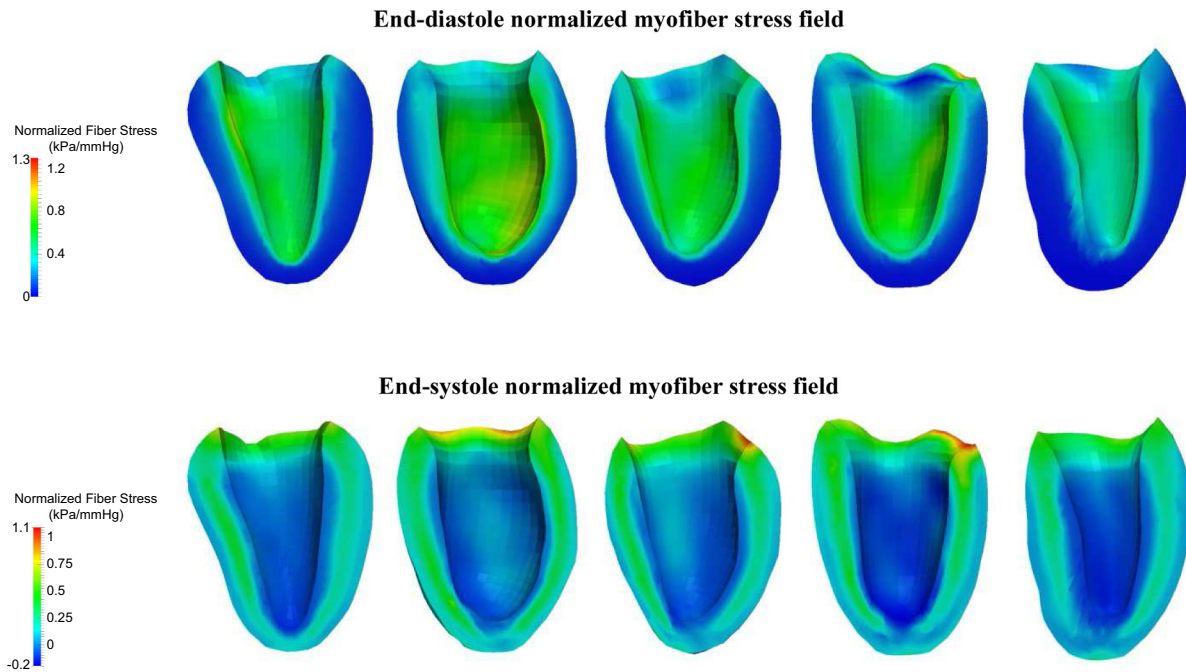 End-diastole normalized myofiber stress field
Normalized Fiber Stress
(kPa/mmHg)
1.3
1.2
0.8
0.4
0
End-systole normalized myofiber stress field
Normalized Fiber Stress
(kPa/mmHg)
1.1
1
0.75
0.5
0.25
0
-0.2